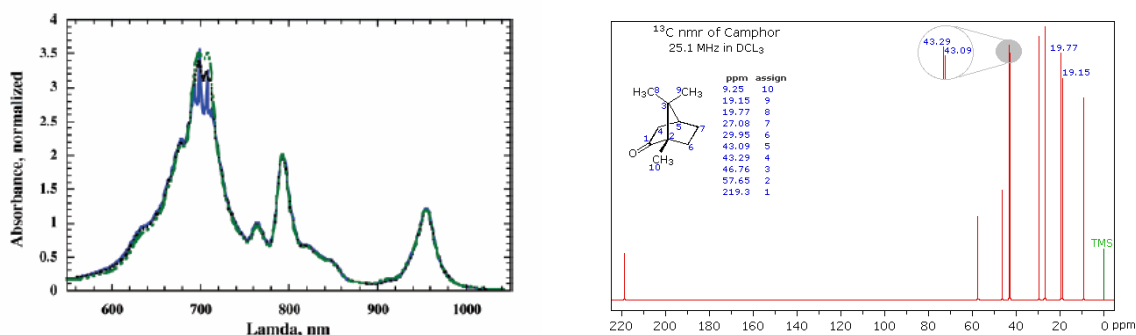 Absorbance, normalized
4
3.5
3
2.5
2
1.5
1
0.5
0
600 700 800 900 1000
Lamda, nm
¹³C nmr of Camphor
25.1 MHz in DCL₃
ppm assign
9.25 10
19.15 9
19.77 8
27.08 7
29.95 6
43.09 5
43.29 4
46.76 3
57.65 2
219.3 1
H₃C 8 9 CH₃
3
4 5 7
1
2 6
O
CH₃
10
43.29
43.09
19.77
19.15
TMS
225 200 180 160 140 120 100 80 60 40 20 0 ppm